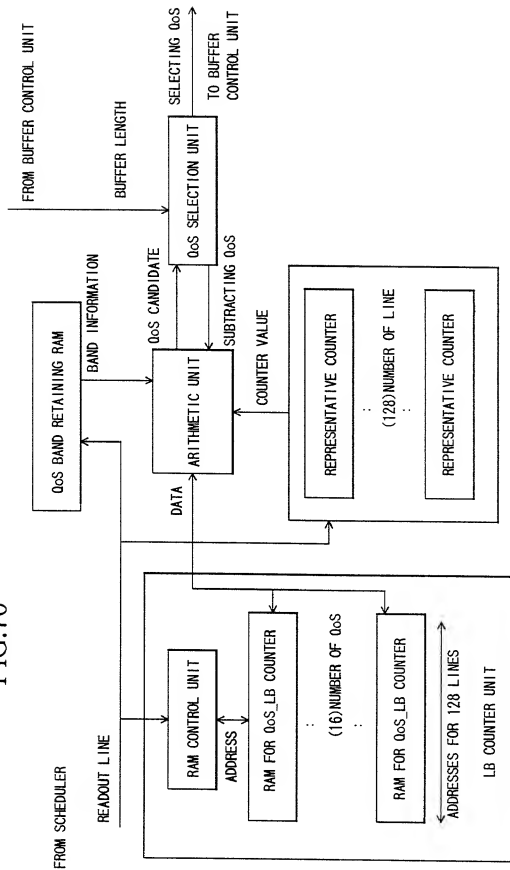 FIG.70
FROM SCHEDULER
READOUT LINE
QoS BAND RETAINING RAM
BAND INFORMATION
FROM BUFFER CONTROL UNIT
BUFFER LENGTH
RAM CONTROL UNIT
ADDRESS
RAM FOR QoS_LB COUNTER
:
(16)NUMBER OF QoS
:
RAM FOR QoS_LB COUNTER
ADDRESSES FOR 128 LINES
LB COUNTER UNIT
DATA
ARITHMETIC UNIT
QoS CANDIDATE
SUBTRACTING QoS
QoS SELECTION UNIT
SELECTING QoS
TO BUFFER
CONTROL UNIT
COUNTER VALUE
REPRESENTATIVE COUNTER
:
(128)NUMBER OF LINE
:
REPRESENTATIVE COUNTER